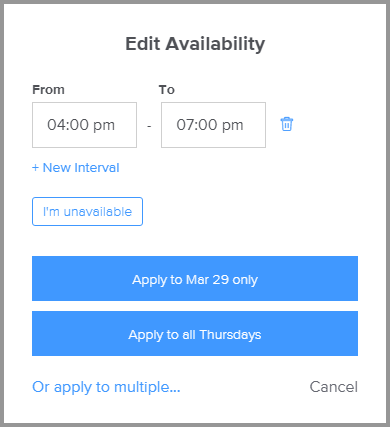 Edit Availability
From To
04:00 pm - 07:00 pm
+ New Interval
I'm unavailable
Apply to Mar 29 only
Apply to all Thursdays
Or apply to multiple... Cancel